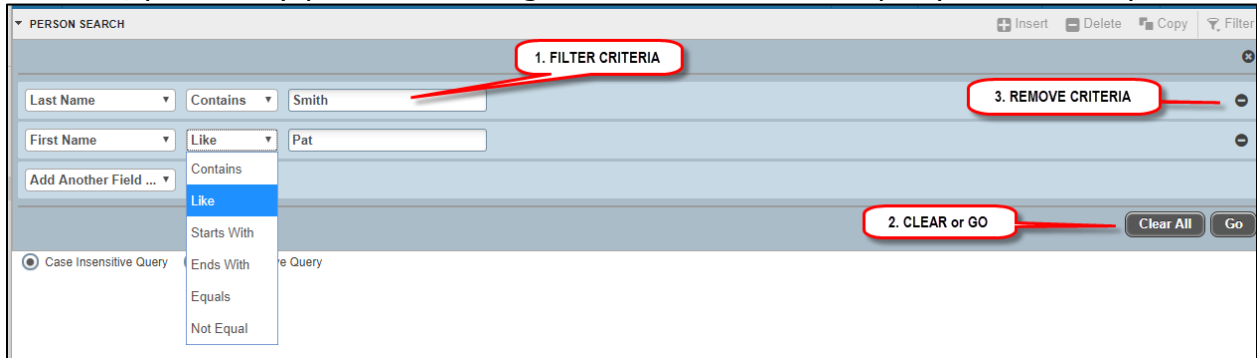 PERSON SEARCH Insert Delete Copy Filter
1. FILTER CRITERIA
Last Name Contains Smith 3. REMOVE CRITERIA
First Name Like Pat
Contains
Add Another Field ...
Like
2. CLEAR or GO Clear All Go
Starts With
Case Insensitive Query Ends With e Query
Equals
Not Equal